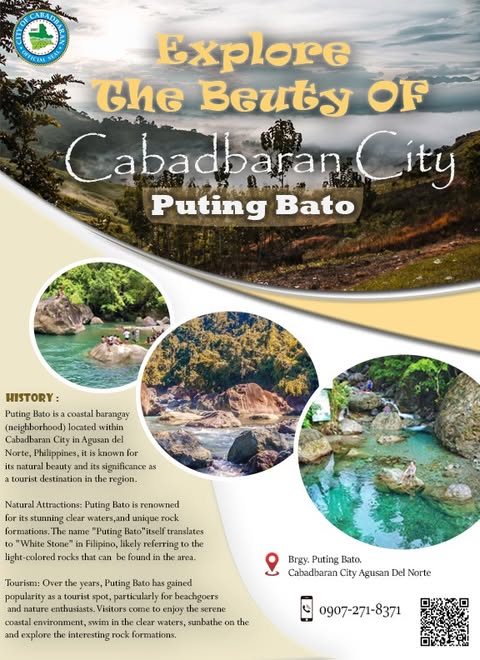 CITY OF CABADBARAN
OFFICIAL SEAL
Explore
The Beuty OF
Cabadbaran City
Puting Bato
HISTORY :
Puting Bato is a coastal barangay
(neighborhood) located within
Cabadbaran City in Agusan del
Norte, Philippines, it is known for
its natural beauty and its significance as
a tourist destination in the region.
Natural Attractions: Puting Bato is renowned
for its stunning clear waters,and unique rock
formations.The name "Puting Bato"itself translates
to "White Stone" in Filipino, likely referring to the
light-colored rocks that can be found in the area.
Tourism: Over the years, Puting Bato has gained
popularity as a tourist spot, particularly for beachgoers
and nature enthusiasts. Visitors come to enjoy the serene
coastal environment, swim in the clear waters, sunbathe on the
and explore the interesting rock formations.
Brgy. Puting Bato.
Cabadbaran City Agusan Del Norte
0907-271-8371